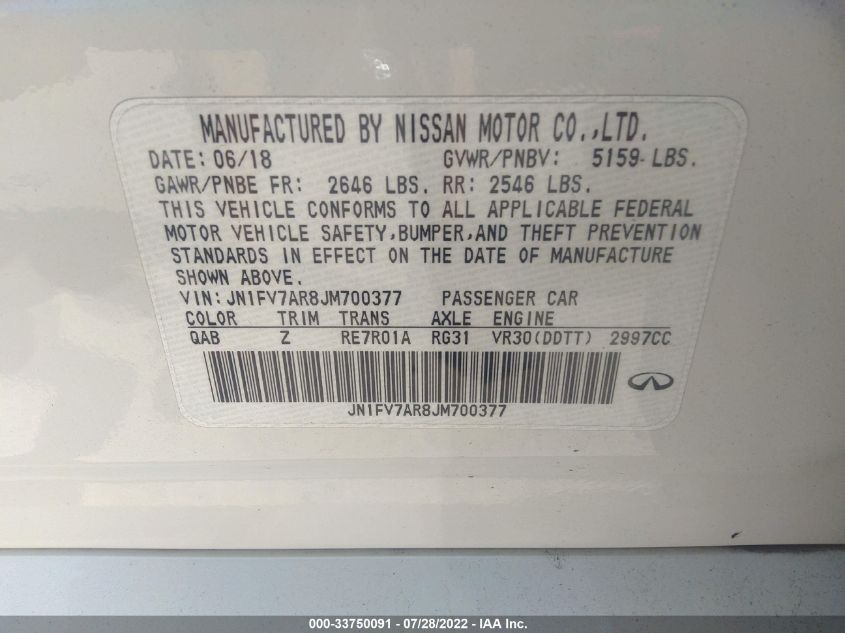 MANUFACTURED BY NISSAN MOTOR CO.,LTD.
DATE: 06/18 GVWR/PNBV: 5159 LBS.
GAWR/PNBE FR: 2646 LBS. RR: 2546 LBS.
THIS VEHICLE CONFORMS TO ALL APPLICABLE FEDERAL
MOTOR VEHICLE SAFETY,BUMPER,AND THEFT PREVENTION
STANDARDS IN EFFECT ON THE DATE OF MANUFACTURE
SHOWN ABOVE.
VIN: JN1FV7AR8JM700377 PASSENGER CAR
COLOR TRIM TRANS AXLE ENGINE
QAB Z RE7R01A RG31 VR30(DDTT) 2997CC
JN1FV7AR8JM700377
000-33750091 - 07/28/2022 - IAA Inc.